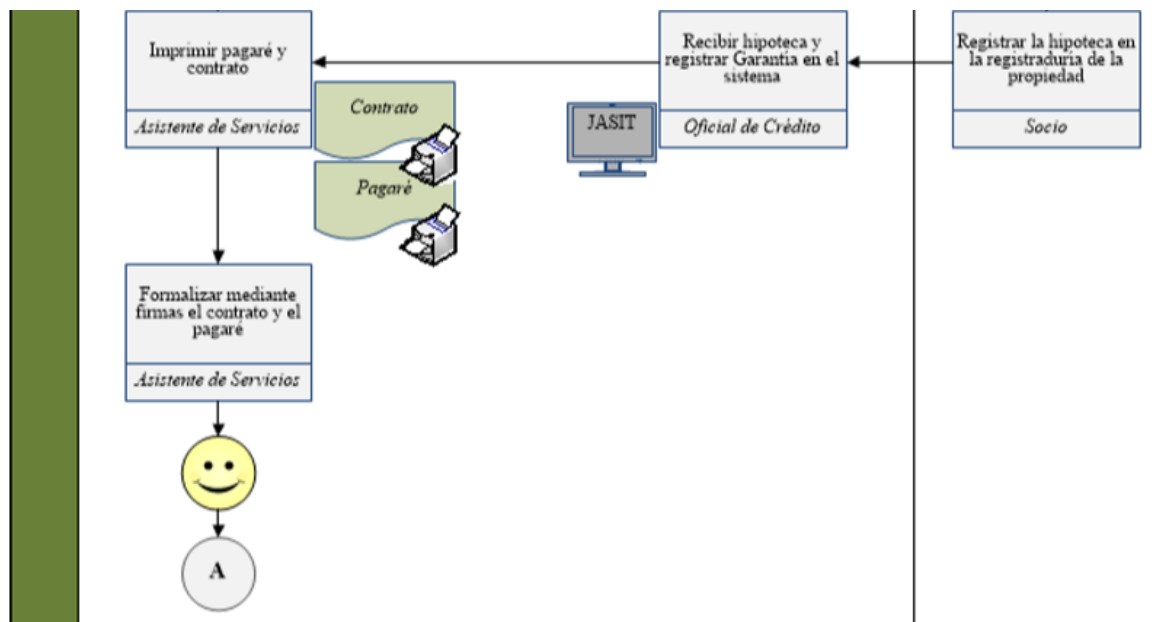 Imprimir pagaré y
contrato
Asistente de Servicios
Contrato
Pagaré
JASIT
Recibir hipoteca y
registrar Garantía en el
sistema
Oficial de Crédito
Registrar la hipoteca en
la registraduría de la
propiedad
Socio
Formalizar mediante
firmas el contrato y el
pagaré
Asistente de Servicios
A